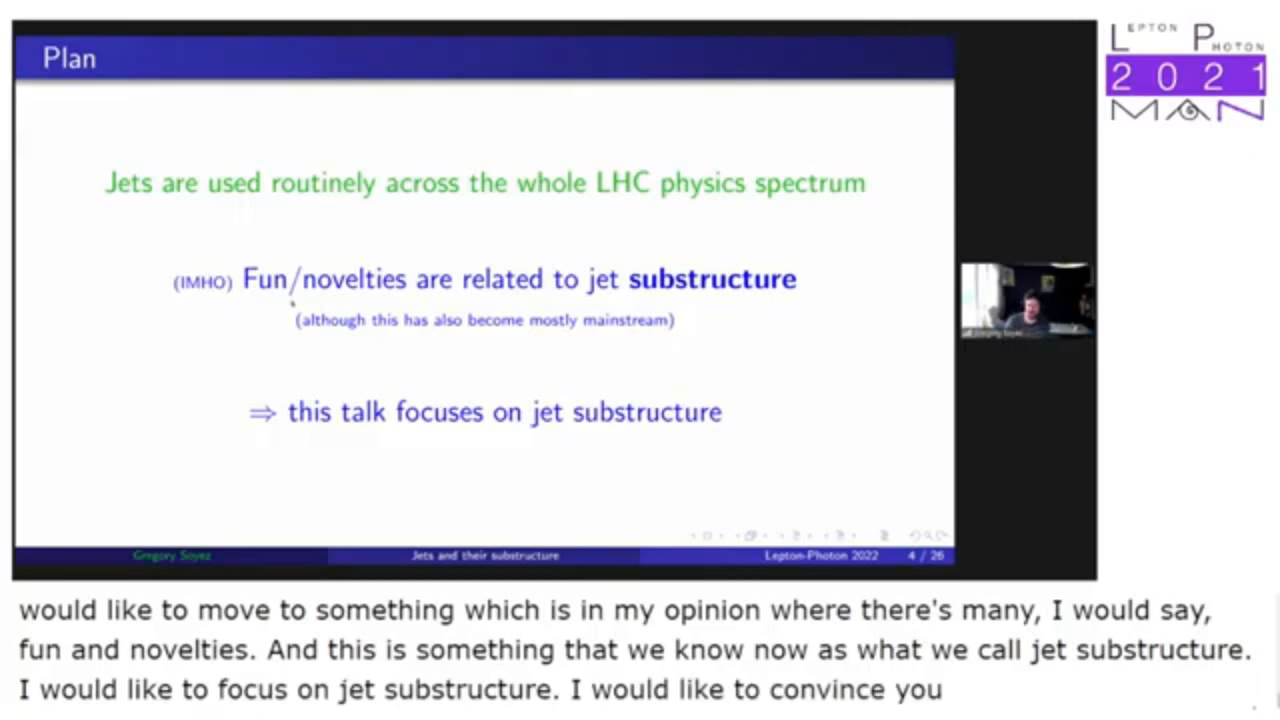 Plan
Jets are used routinely across the whole LHC physics spectrum
(IMHO) Fun/novelties are related to jet substructure
(although this has also become mostly mainstream)
⇒ this talk focuses on jet substructure
Gregory Soyez
Jets and their substructure
Lepton-Photon 2022
4 / 26
LEPTON PHOTON
2021
MAN
Gregory Soyez
would like to move to something which is in my opinion where there's many, I would say,
fun and novelties. And this is something that we know now as what we call jet substructure.
I would like to focus on jet substructure. I would like to convince you